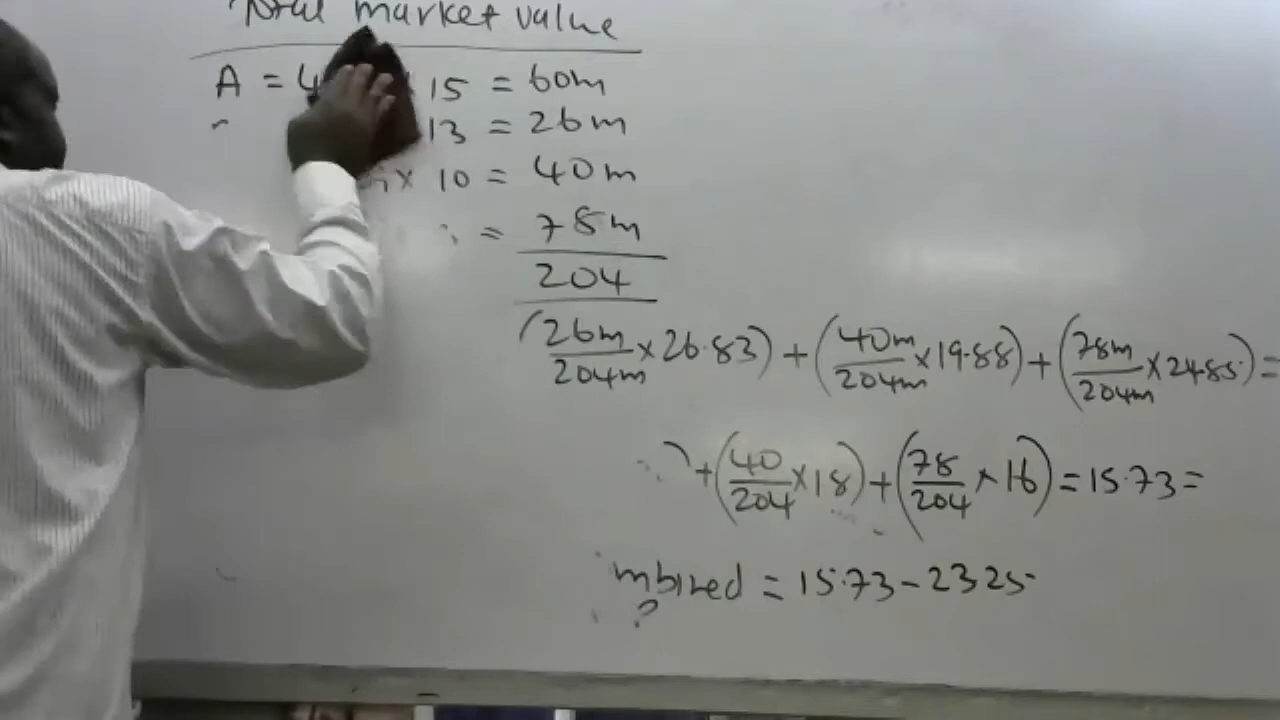 Total market value
A = 4 15 = 60m
13 = 26m
x 10 = 40m
= 78m
204
(26m/204m x 26.83) + (40m/204m x 19.88) + (78m/204m x 24.85) =
) + (40/204 x 18) + (78/204 x 16) = 15.73 =
mbined = 15.73 - 23.25
?